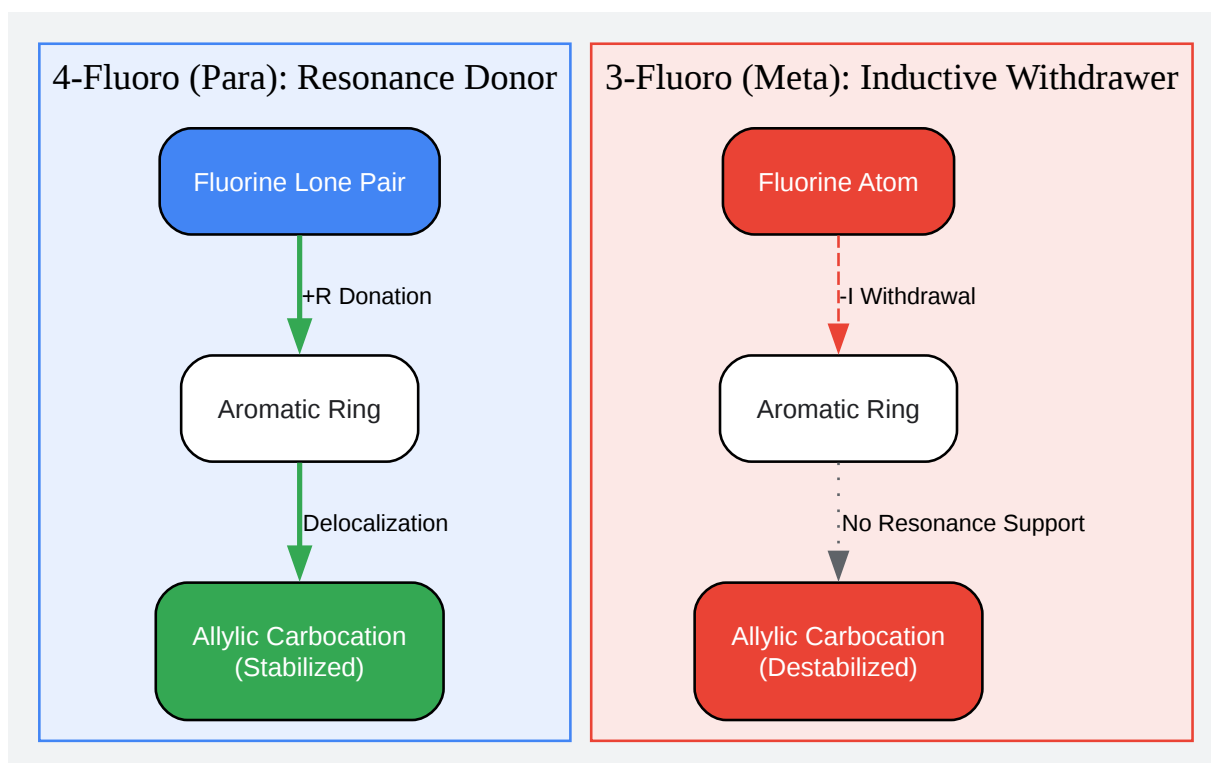 4-Fluoro (Para): Resonance Donor
Fluorine Lone Pair
+R Donation
Aromatic Ring
Delocalization
Allylic Carbocation
(Stabilized)
3-Fluoro (Meta): Inductive Withdrawer
Fluorine Atom
-I Withdrawal
Aromatic Ring
No Resonance Support
Allylic Carbocation
(Destabilized)